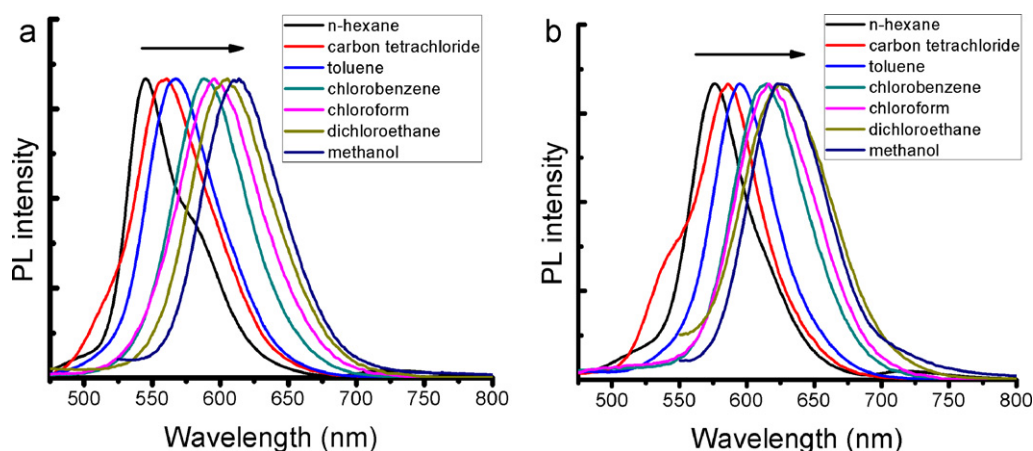 a
n-hexane
carbon tetrachloride
toluene
chlorobenzene
chloroform
dichloroethane
methanol
PL intensity
500 550 600 650 700 750 800
Wavelength (nm)
b
n-hexane
carbon tetrachloride
toluene
chlorobenzene
chloroform
dichloroethane
methanol
PL intensity
500 550 600 650 700 750 800
Wavelength (nm)